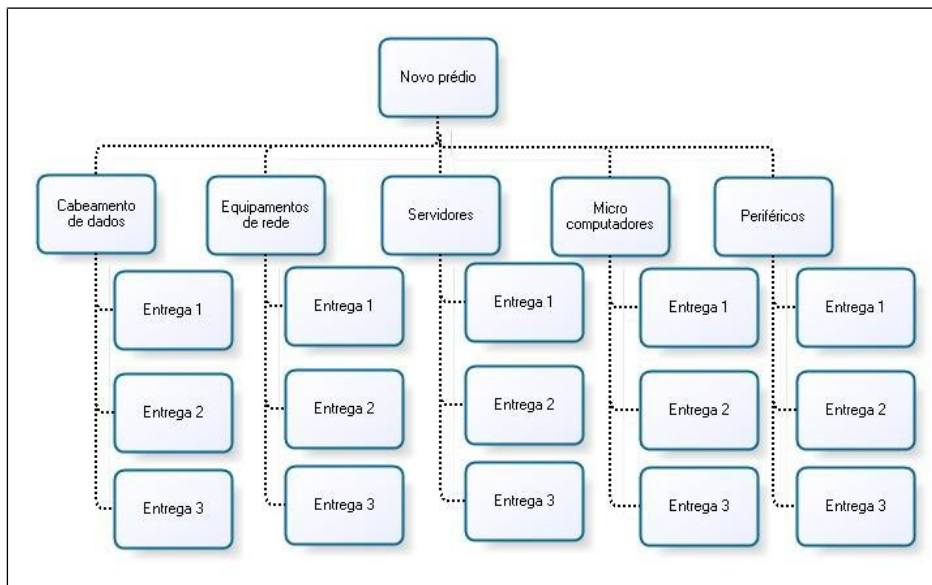 Novo prédio
Cabeamento
de dados
Equipamentos
de rede
Servidores
Micro
computadores
Periféricos
Entrega 1
Entrega 1
Entrega 1
Entrega 1
Entrega 1
Entrega 2
Entrega 2
Entrega 2
Entrega 2
Entrega 2
Entrega 3
Entrega 3
Entrega 3
Entrega 3
Entrega 3